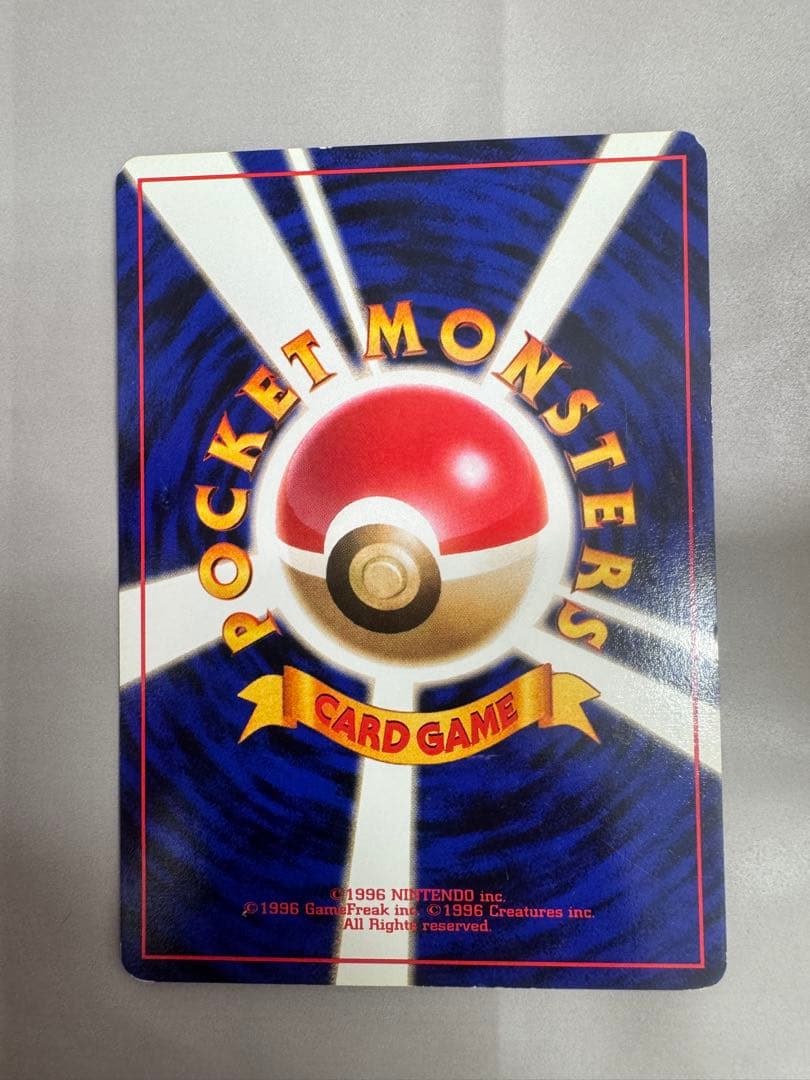 POCKET MONSTERS
CARD GAME
©1996 NINTENDO inc.
©1996 GameFreak inc. ©1996 Creatures inc.
All Rights reserved.